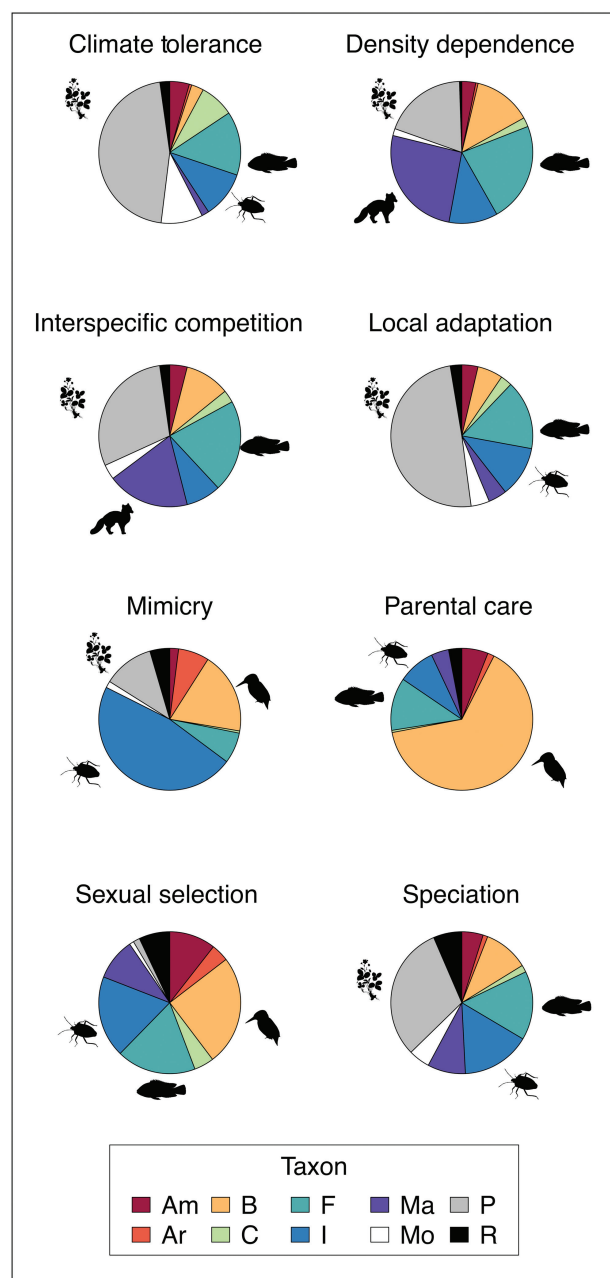 Climate tolerance Density dependence
Interspecific competition Local adaptation
Mimicry Parental care
Sexual selection Speciation
Taxon
Am B F Ma P
Ar C I Mo R